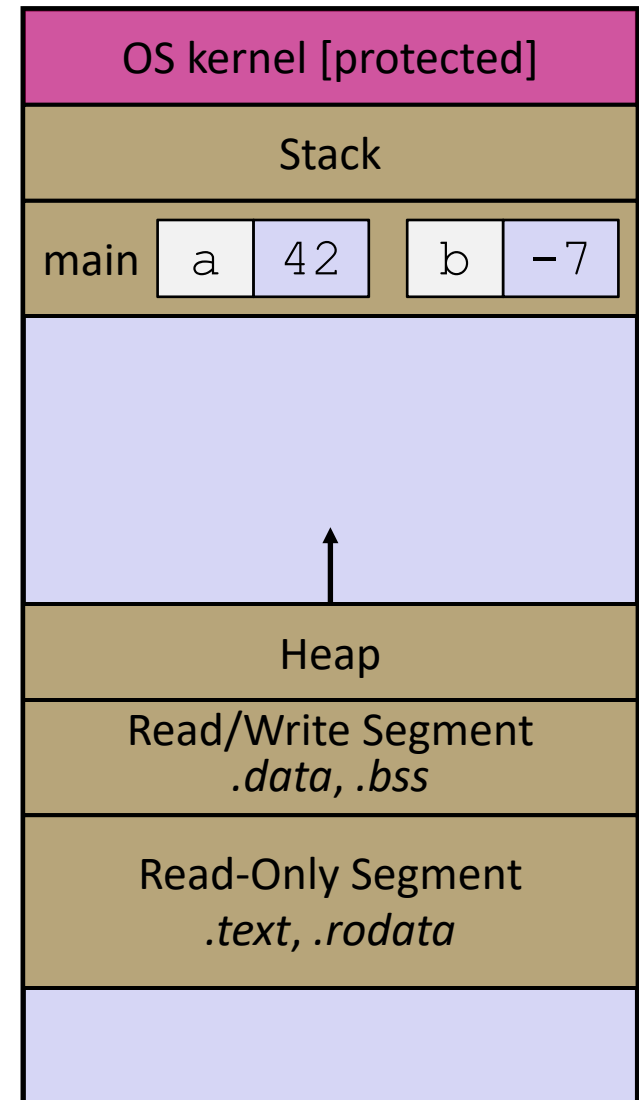 OS kernel [protected]
Stack
main a 42 b -7
Heap
Read/Write Segment
.data, .bss
Read-Only Segment
.text, .rodata